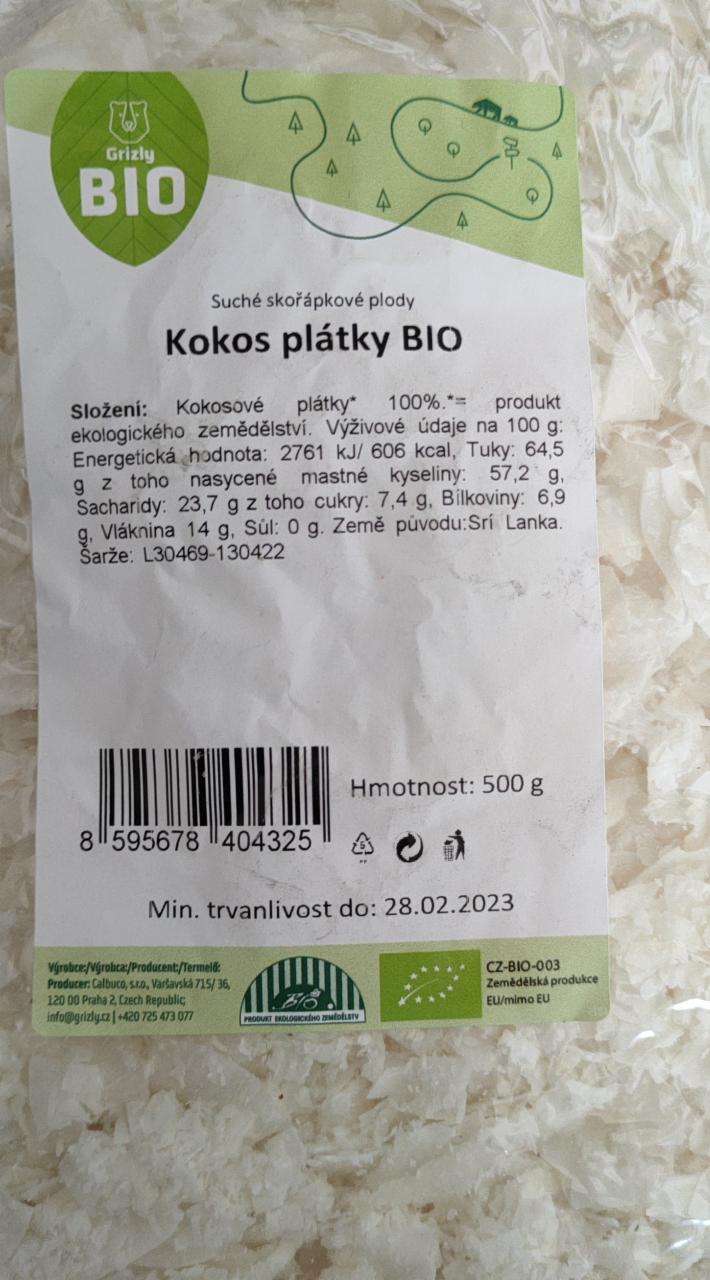 Grizly
BIO
Suché skořápkové plody
Kokos plátky BIO
Složení: Kokosové plátky* 100%.*= produkt
ekologického zemědělství. Výživové údaje na 100 g:
Energetická hodnota: 2761 kJ/ 606 kcal, Tuky: 64,5
g z toho nasycené mastné kyseliny: 57,2 g,
Sacharidy: 23,7 g z toho cukry: 7,4 g, Bílkoviny: 6,9
g, Vláknina 14 g, Sůl: 0 g. Země původu:Srí Lanka.
Šarže: L30469-130422
Hmotnost: 500 g
8 595678 404325
5
PP
Min. trvanlivost do: 28.02.2023
Výrobce:/Výrobca:/Producent:/Termelő:
Producer: Calbuco, s.r.o., Varšavská 715/ 36,
120 00 Praha 2, Czech Republic;
info@grizly.cz | +420 725 473 077
BIO
PRODUKT EKOLOGICKÉHO ZEMĚDĚLSTVÍ
CZ-BIO-003
Zemědělská produkce
EU/mimo EU